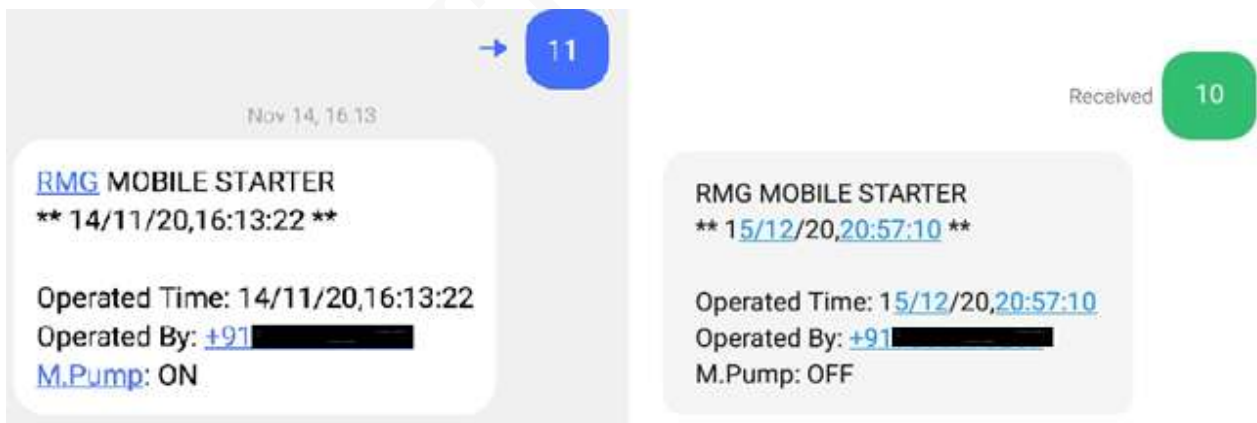 11
Nov 14, 16:13
RMG MOBILE STARTER
** 14/11/20,16:13:22 **
Operated Time: 14/11/20,16:13:22
Operated By: +91
M.Pump: ON
Received 10
RMG MOBILE STARTER
** 15/12/20,20:57:10 **
Operated Time: 15/12/20,20:57:10
Operated By: +91
M.Pump: OFF